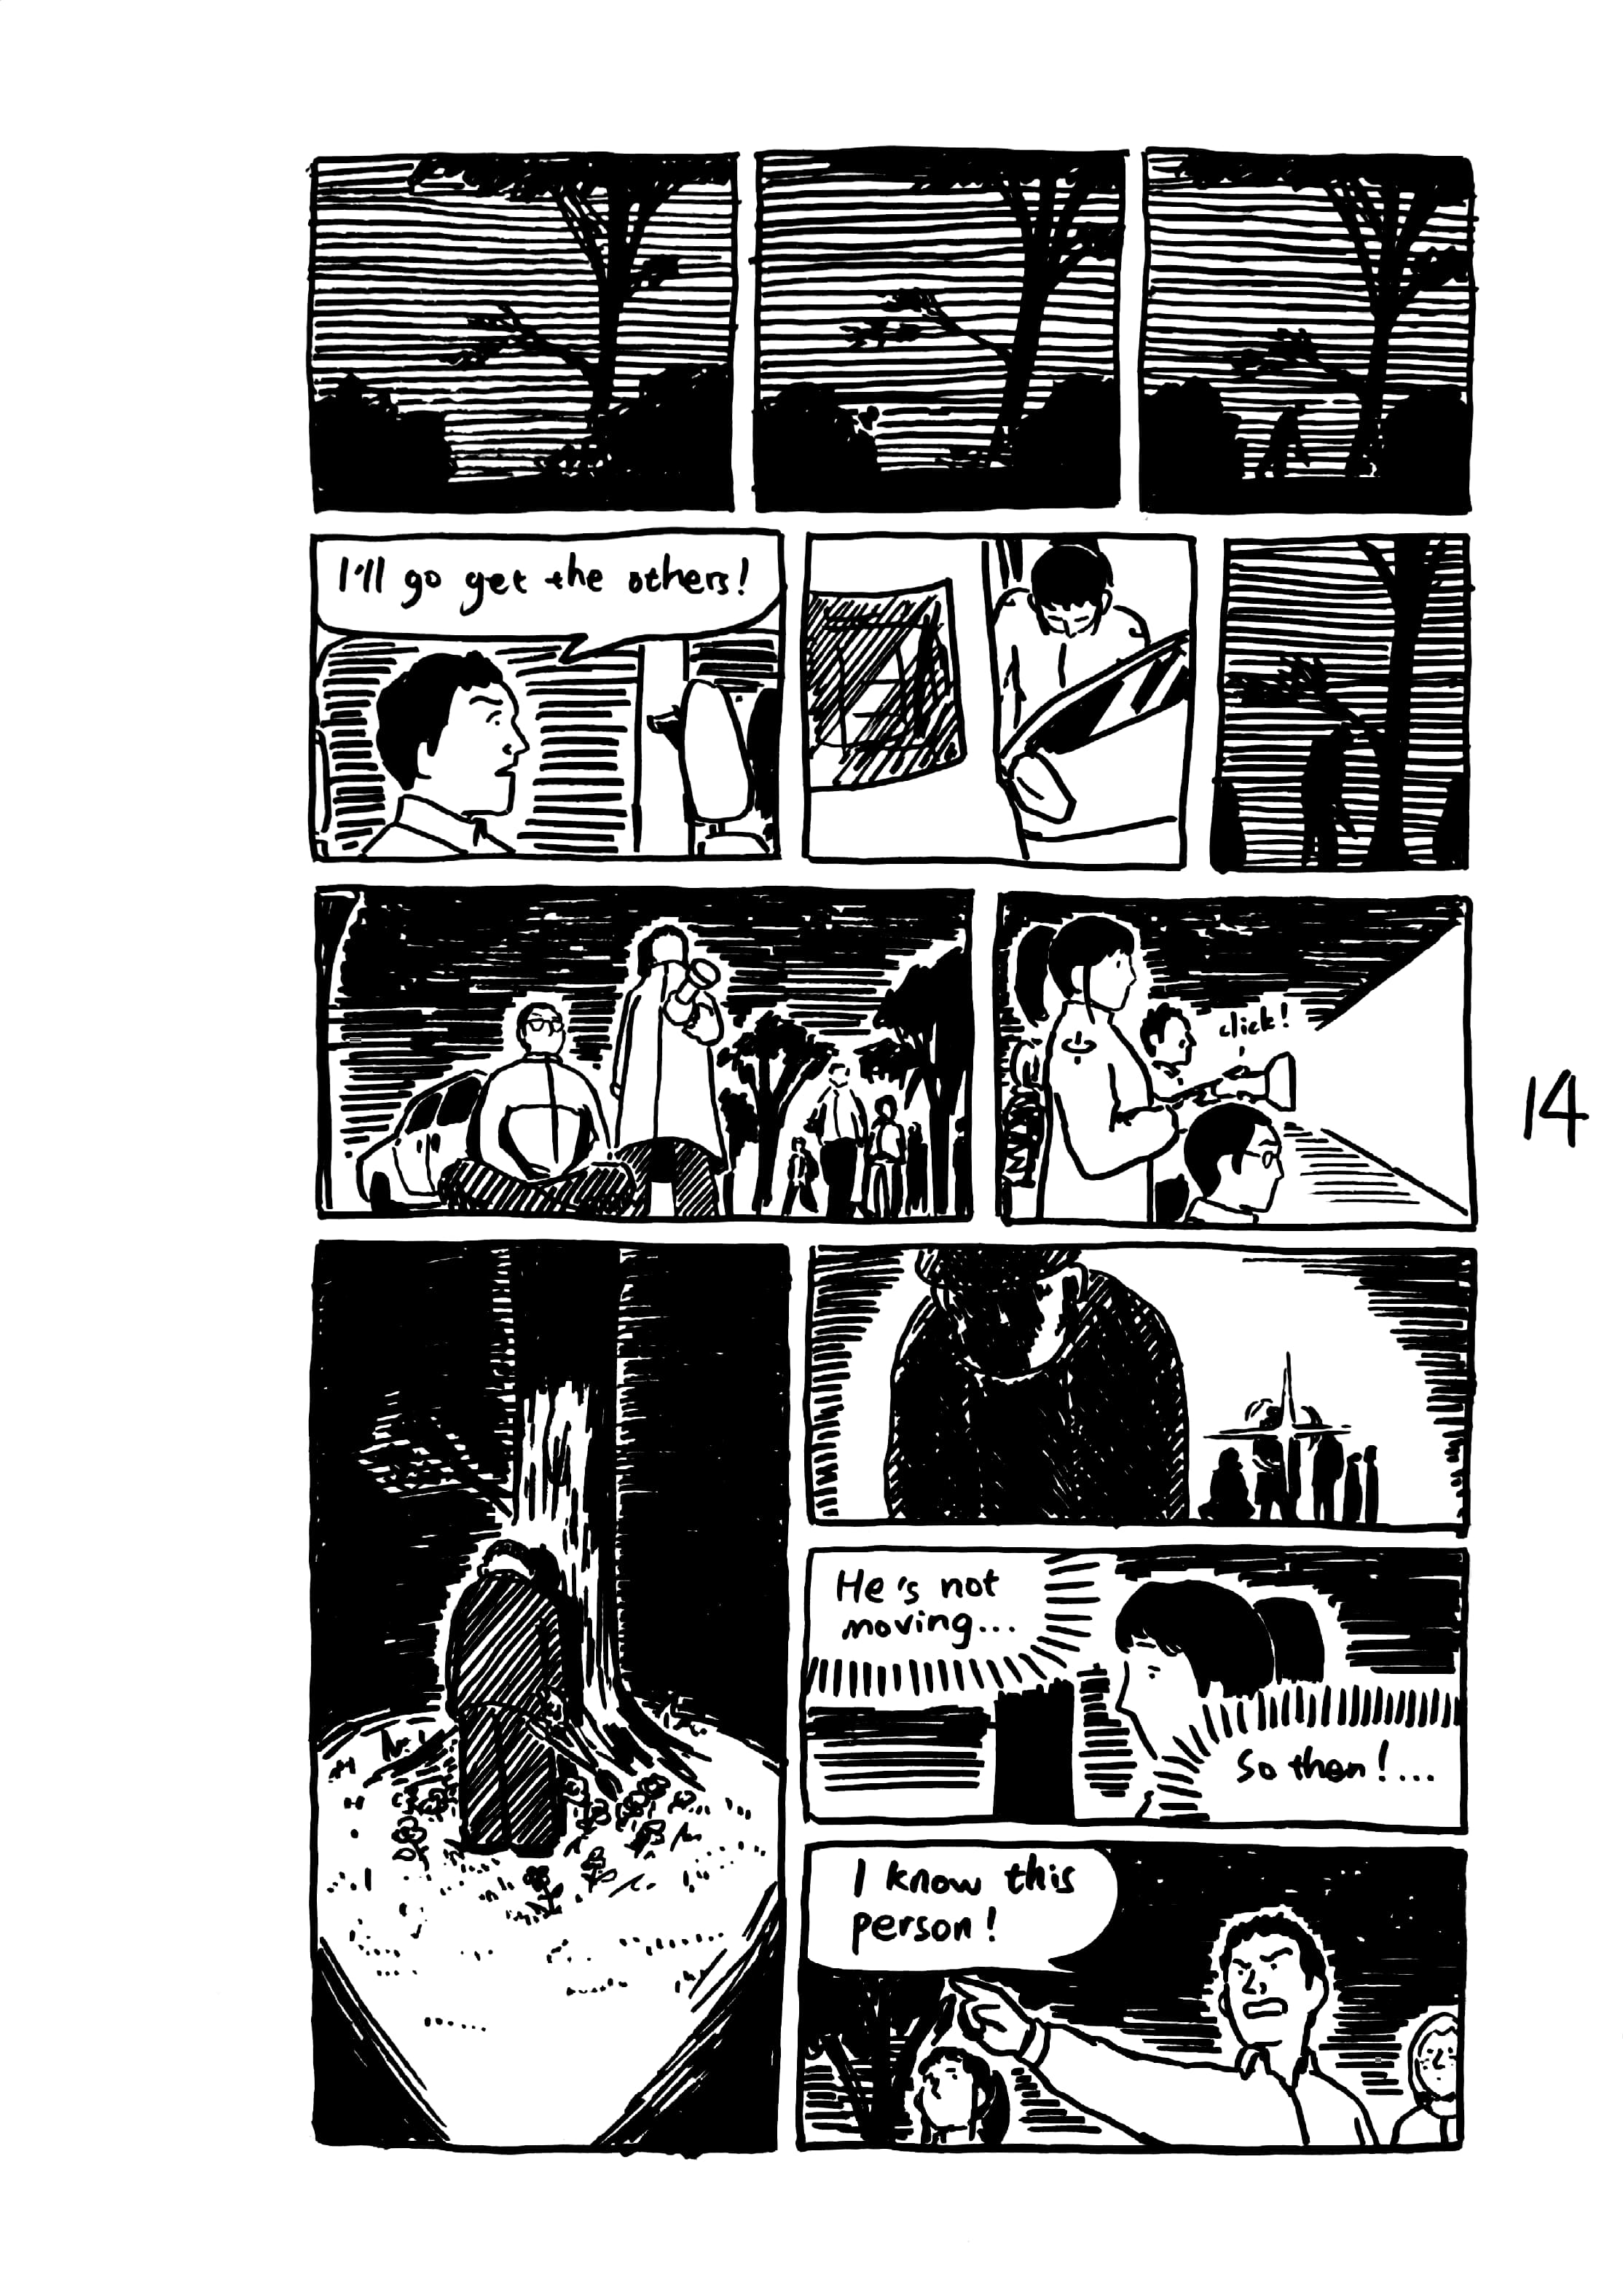 I'll go get the others!
click!
14
He's not
moving...
So then!...
I know this
person!